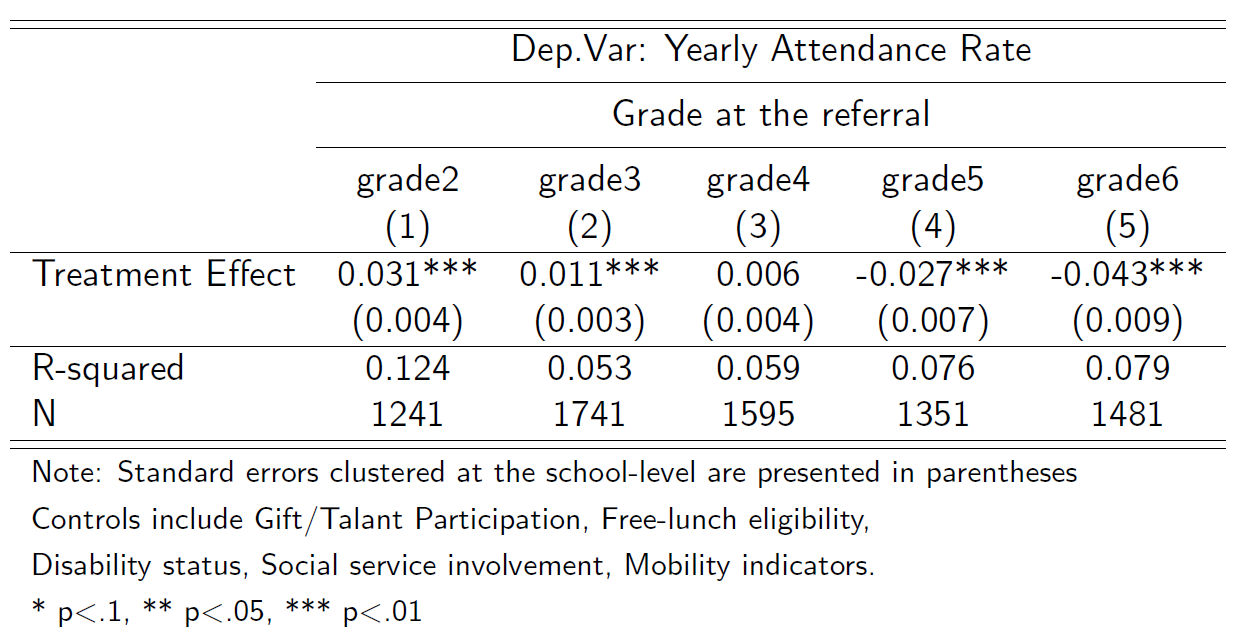 Dep.Var: Yearly Attendance Rate
Grade at the referral
grade2 grade3 grade4 grade5 grade6
(1) (2) (3) (4) (5)
Treatment Effect 0.031*** 0.011*** 0.006 -0.027*** -0.043***
(0.004) (0.003) (0.004) (0.007) (0.009)
R-squared 0.124 0.053 0.059 0.076 0.079
N 1241 1741 1595 1351 1481
Note: Standard errors clustered at the school-level are presented in parentheses
Controls include Gift/Talant Participation, Free-lunch eligibility,
Disability status, Social service involvement, Mobility indicators.
* p<.1, ** p<.05, *** p<.01